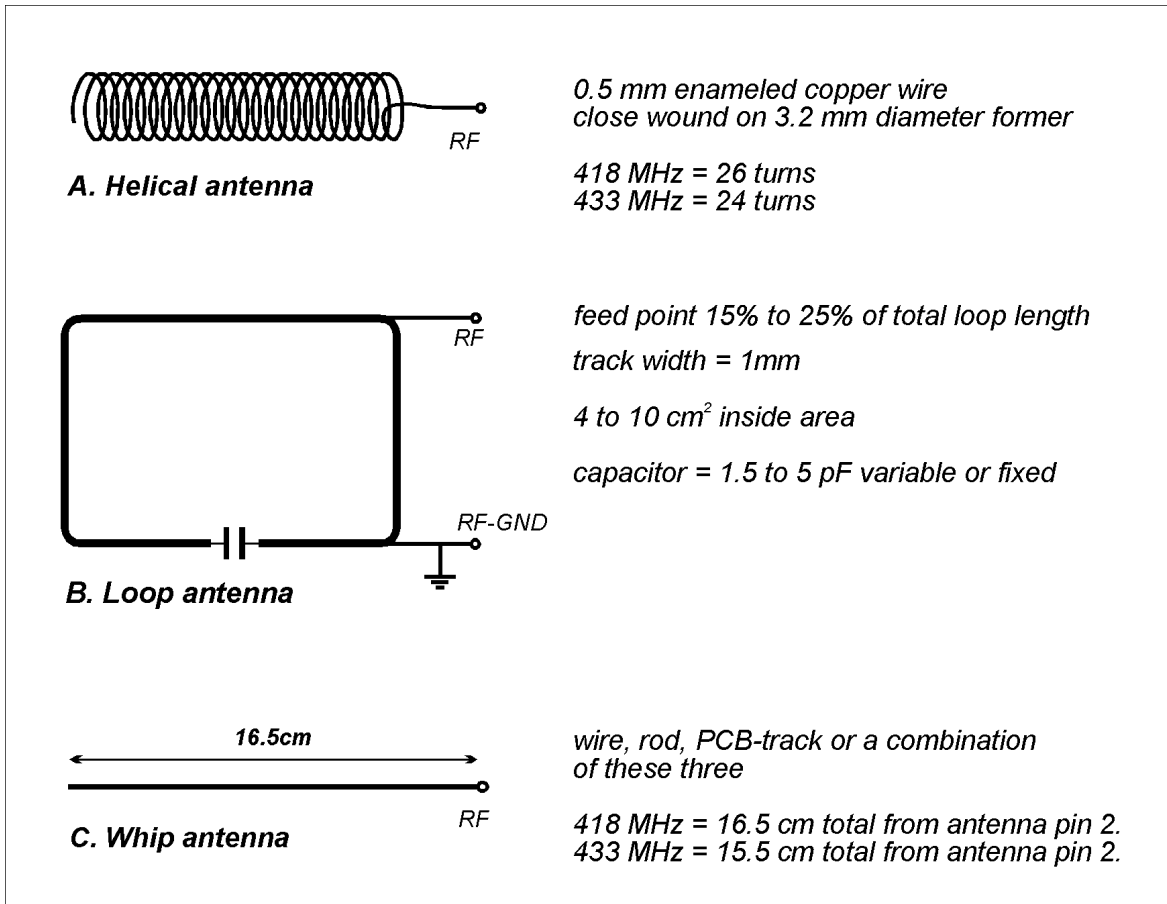 0.5 mm enameled copper wire
close wound on 3.2 mm diameter former
RF
A. Helical antenna
418 MHz = 26 turns
433 MHz = 24 turns
feed point 15% to 25% of total loop length
RF
track width = 1mm
4 to 10 cm² inside area
capacitor = 1.5 to 5 pF variable or fixed
RF-GND
B. Loop antenna
16.5cm
wire, rod, PCB-track or a combination
of these three
RF
C. Whip antenna
418 MHz = 16.5 cm total from antenna pin 2.
433 MHz = 15.5 cm total from antenna pin 2.